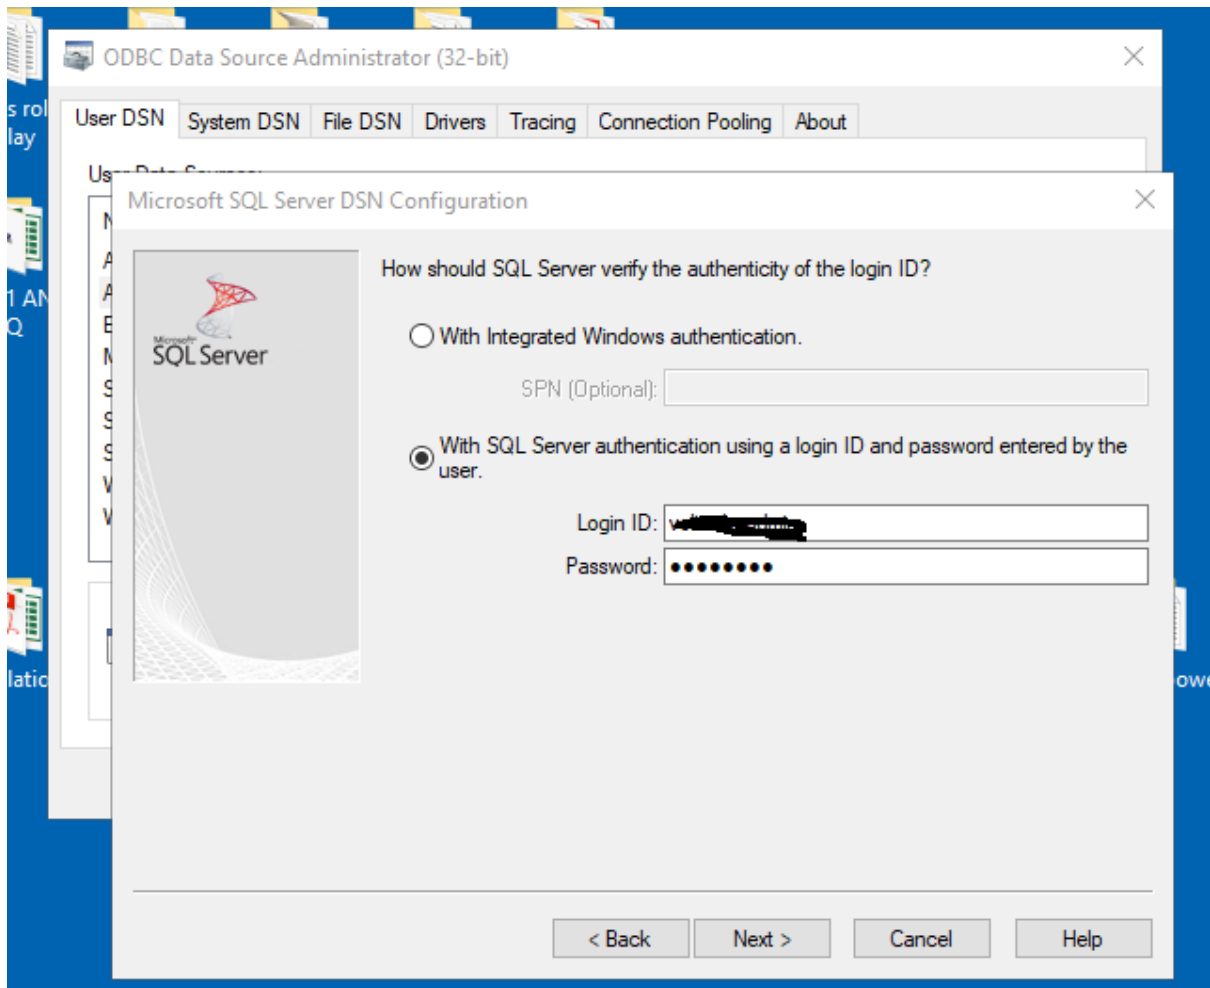 ODBC Data Source Administrator (32-bit)
User DSN System DSN File DSN Drivers Tracing Connection Pooling About
Microsoft SQL Server DSN Configuration
How should SQL Server verify the authenticity of the login ID?
With Integrated Windows authentication.
SPN (Optional):
With SQL Server authentication using a login ID and password entered by the
user.
Login ID:
Password:
Microsoft
SQL Server
< Back Next > Cancel Help